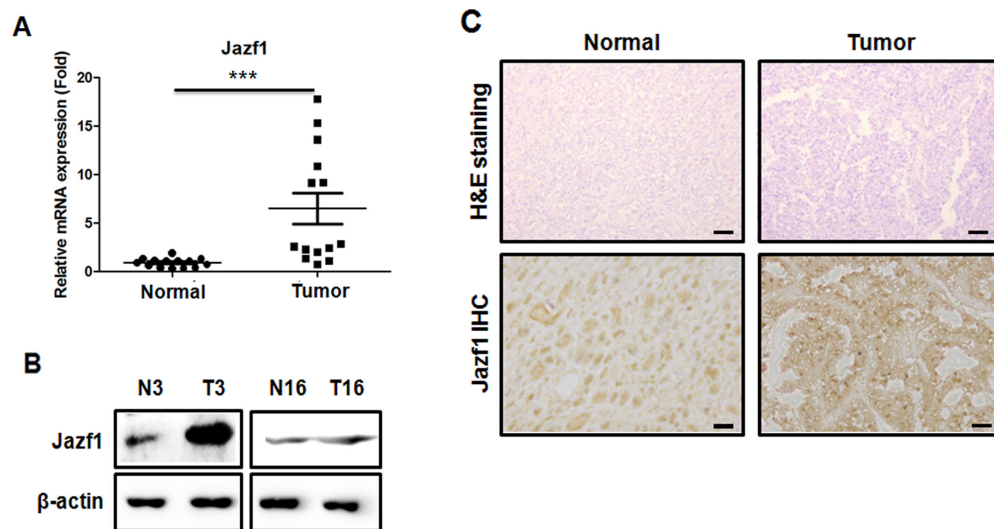 A
Jazf1
***
Relative mRNA expression (Fold)
20
15
10
5
0
Normal Tumor
B
N3 T3 N16 T16
Jazf1
β-actin
C
Normal Tumor
H&E staining
Jazf1 IHC